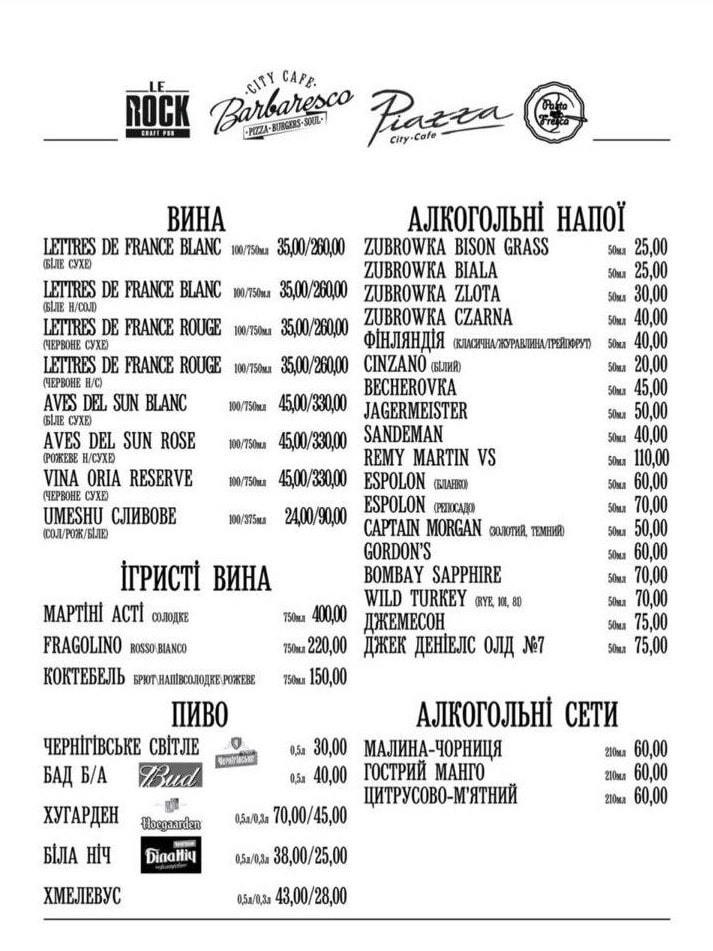 LE
ROCK
CRAFT PUB
CITY CAFE
Barbaresco
PIZZA·BURGERS·SOUL
Piazza
City·Cafe
Pasta
Fresca
ВИНА
LETTRES DE FRANCE BLANC 100/750мл 35,00/260,00
(БІЛЕ СУХЕ)
LETTRES DE FRANCE BLANC 100/750мл 35,00/260,00
(БІЛЕ Н/СОЛ)
LETTRES DE FRANCE ROUGE 100/750мл 35,00/260,00
(ЧЕРВОНЕ СУХЕ)
LETTRES DE FRANCE ROUGE 100/750мл 35,00/260,00
(ЧЕРВОНЕ Н/С)
AVES DEL SUN BLANC 100/750мл 45,00/330,00
(БІЛЕ СУХЕ)
AVES DEL SUN ROSE 100/750мл 45,00/330,00
(РОЖЕВЕ Н/СУХЕ)
VINA ORIA RESERVE 100/750мл 45,00/330,00
(ЧЕРВОНЕ СУХЕ)
UMESHU СЛИВОВЕ 100/375мл 24,00/90,00
(СОЛ/РОЖ/БІЛЕ)
ІГРИСТІ ВИНА
МАРТІНІ АСТІ СОЛОДКЕ 750мл 400,00
FRAGOLINO ROSSO\BIANCO 750мл 220,00
КОКТЕБЕЛЬ БРЮТ\НАПІВСОЛОДКЕ\РОЖЕВЕ 750мл 150,00
ПИВО
ЧЕРНІГІВСЬКЕ СВІТЛЕ ЧЕРНІГІВСЬКЕ 0,5л 30,00
БАД Б/А Bud 0,5л 40,00
ХУГАРДЕН Hoegaarden 0,5л/0,3л 70,00/45,00
БІЛА НІЧ Біла Ніч 0,5л/0,3л 38,00/25,00
ХМЕЛЕВУС 0,5л/0,3л 43,00/28,00
АЛКОГОЛЬНІ НАПОЇ
ZUBROWKA BISON GRASS 50мл 25,00
ZUBROWKA BIALA 50мл 25,00
ZUBROWKA ZLOTA 50мл 30,00
ZUBROWKA CZARNA 50мл 40,00
ФІНЛЯНДІЯ (КЛАСИЧНА/ЖУРАВЛИНА/ГРЕЙПФРУТ) 50мл 40,00
CINZANO (БІЛИЙ) 50мл 20,00
BECHEROVKA 50мл 45,00
JAGERMEISTER 50мл 50,00
SANDEMAN 50мл 40,00
REMY MARTIN VS 50мл 110,00
ESPOLON (БЛАНКО) 50мл 60,00
ESPOLON (РЕПОСАДО) 50мл 70,00
CAPTAIN MORGAN (ЗОЛОТИЙ, ТЕМНИЙ) 50мл 50,00
GORDON'S 50мл 60,00
BOMBAY SAPPHIRE 50мл 70,00
WILD TURKEY (RYE, 101, 81) 50мл 70,00
ДЖЕМЕСОН 50мл 75,00
ДЖЕК ДЕНІЕЛС ОЛД №7 50мл 75,00
АЛКОГОЛЬНІ СЕТИ
МАЛИНА-ЧОРНИЦЯ 210мл 60,00
ГОСТРИЙ МАНГО 210мл 60,00
ЦИТРУСОВО-М'ЯТНИЙ 210мл 60,00